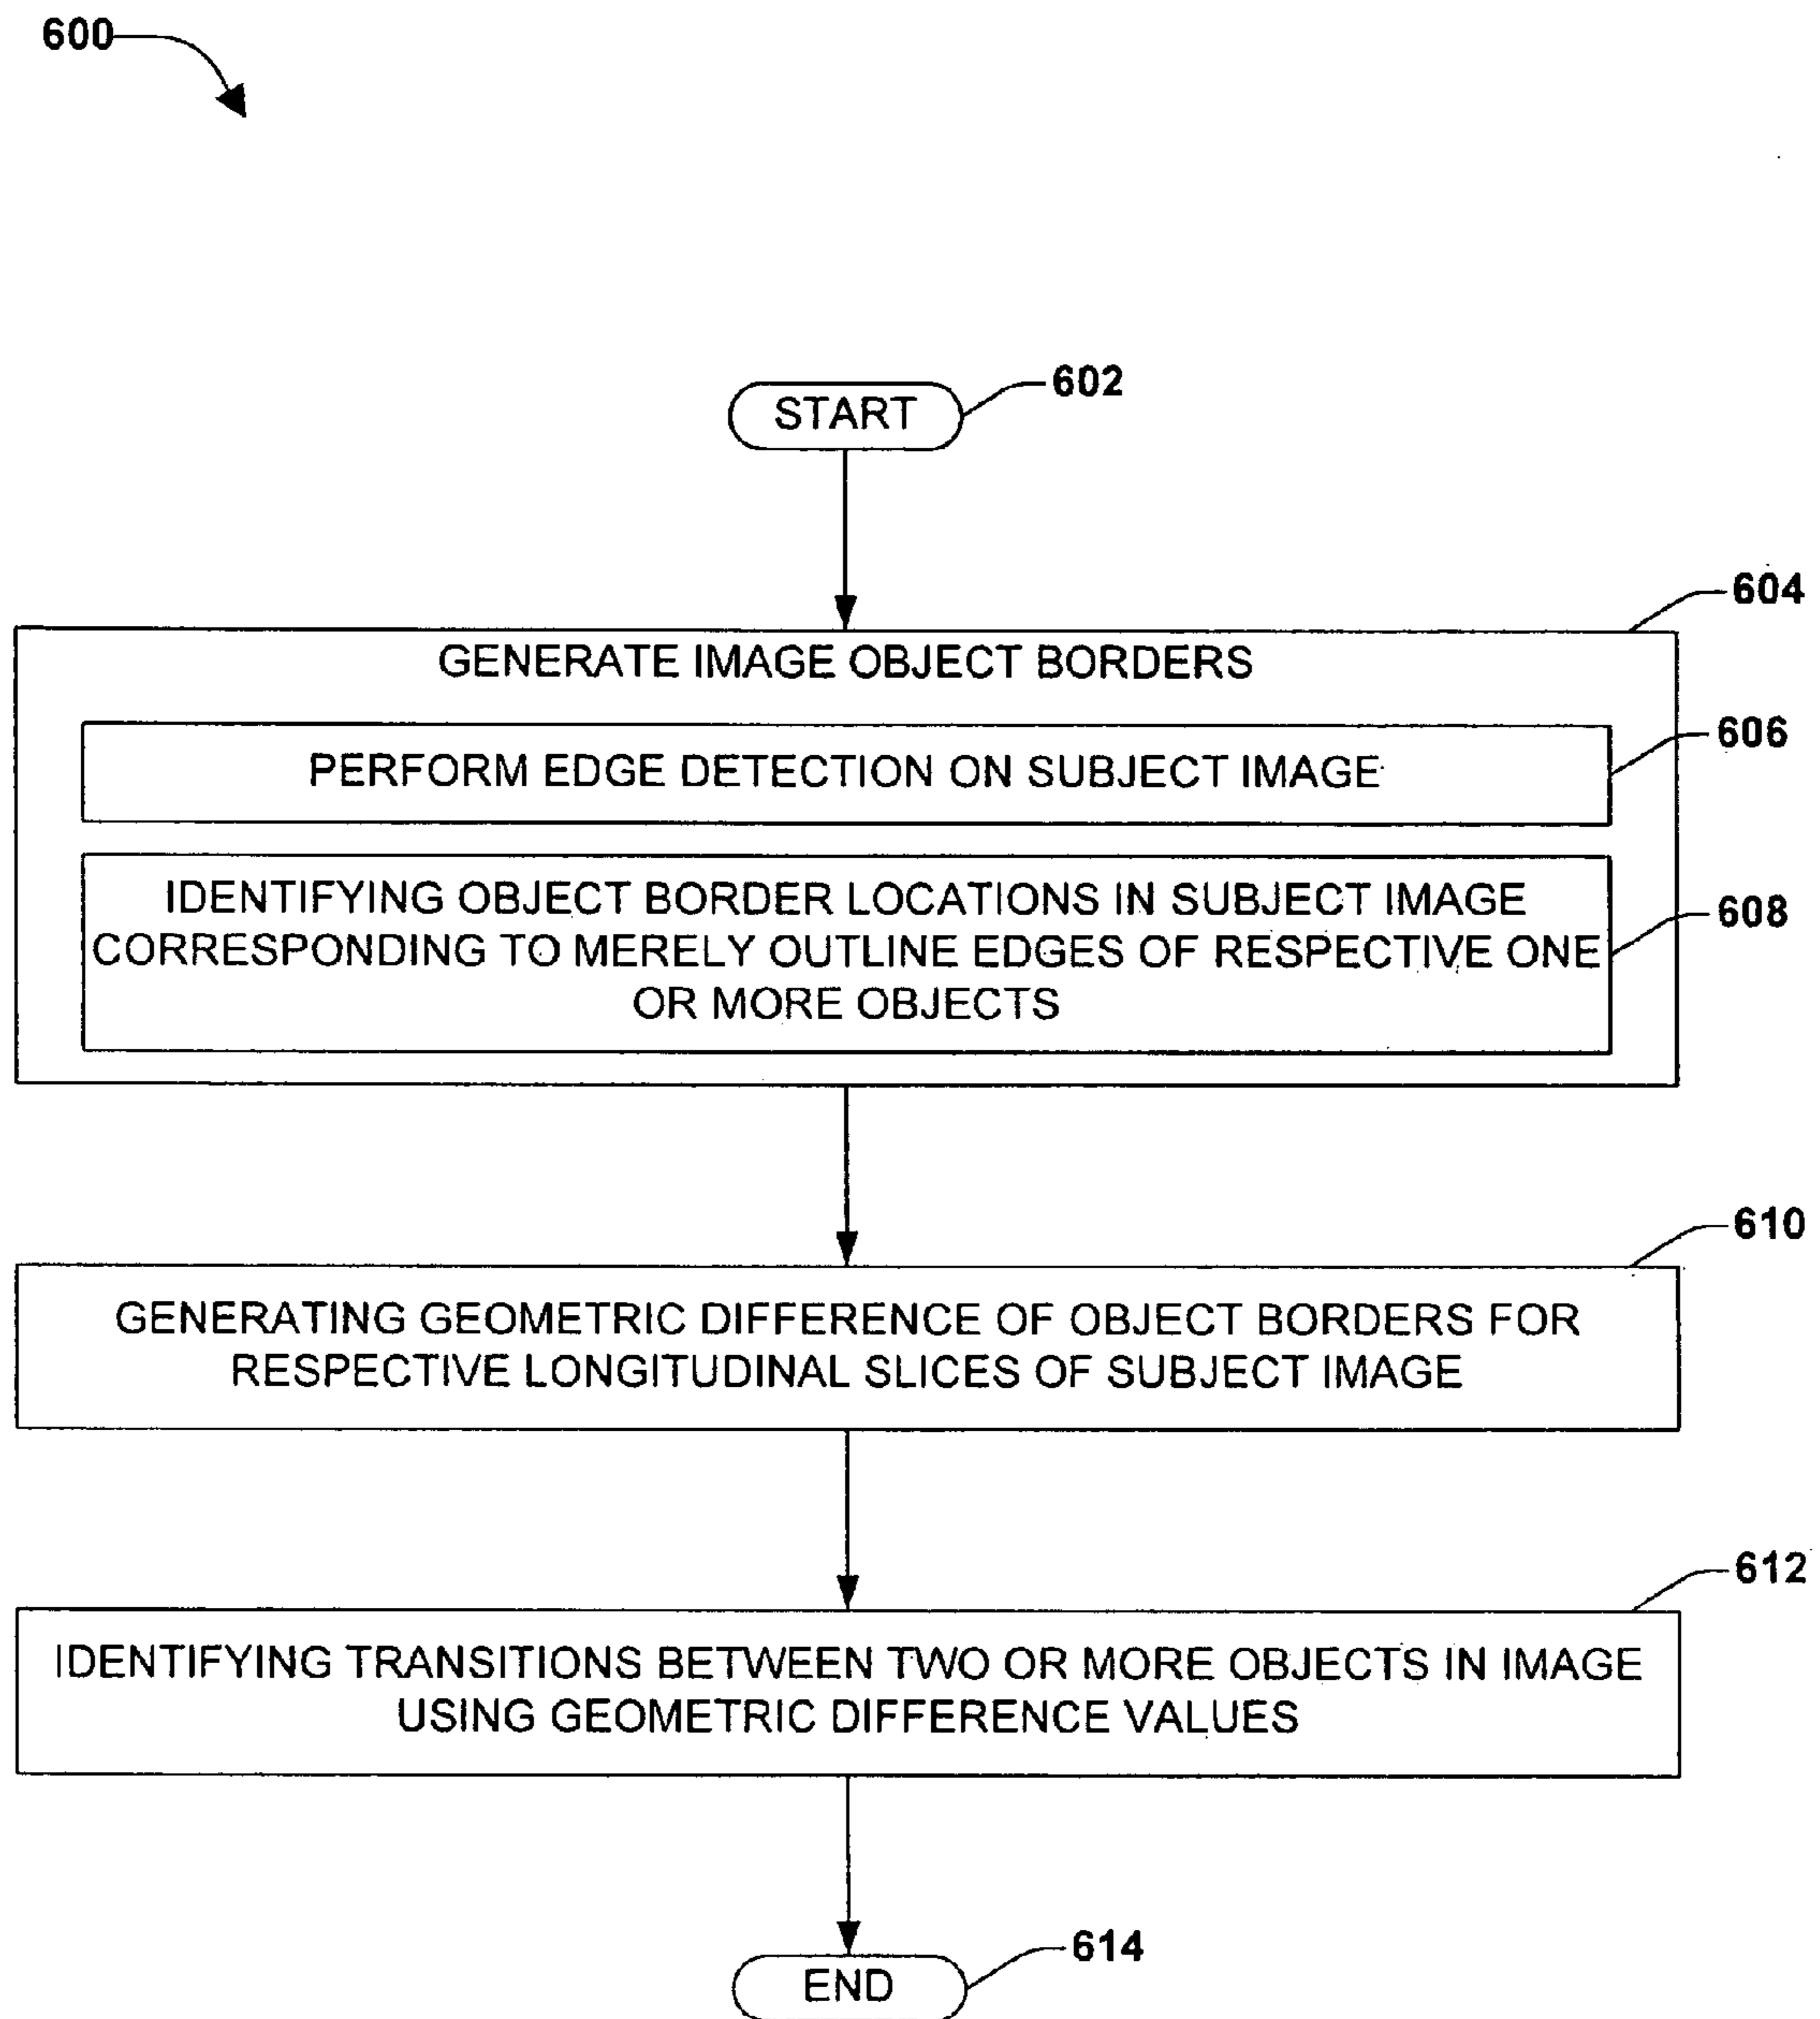 600
START
602
604
GENERATE IMAGE OBJECT BORDERS
606
PERFORM EDGE DETECTION ON SUBJECT IMAGE
608
IDENTIFYING OBJECT BORDER LOCATIONS IN SUBJECT IMAGE
CORRESPONDING TO MERELY OUTLINE EDGES OF RESPECTIVE ONE
OR MORE OBJECTS
610
GENERATING GEOMETRIC DIFFERENCE OF OBJECT BORDERS FOR
RESPECTIVE LONGITUDINAL SLICES OF SUBJECT IMAGE
612
IDENTIFYING TRANSITIONS BETWEEN TWO OR MORE OBJECTS IN IMAGE
USING GEOMETRIC DIFFERENCE VALUES
614
END